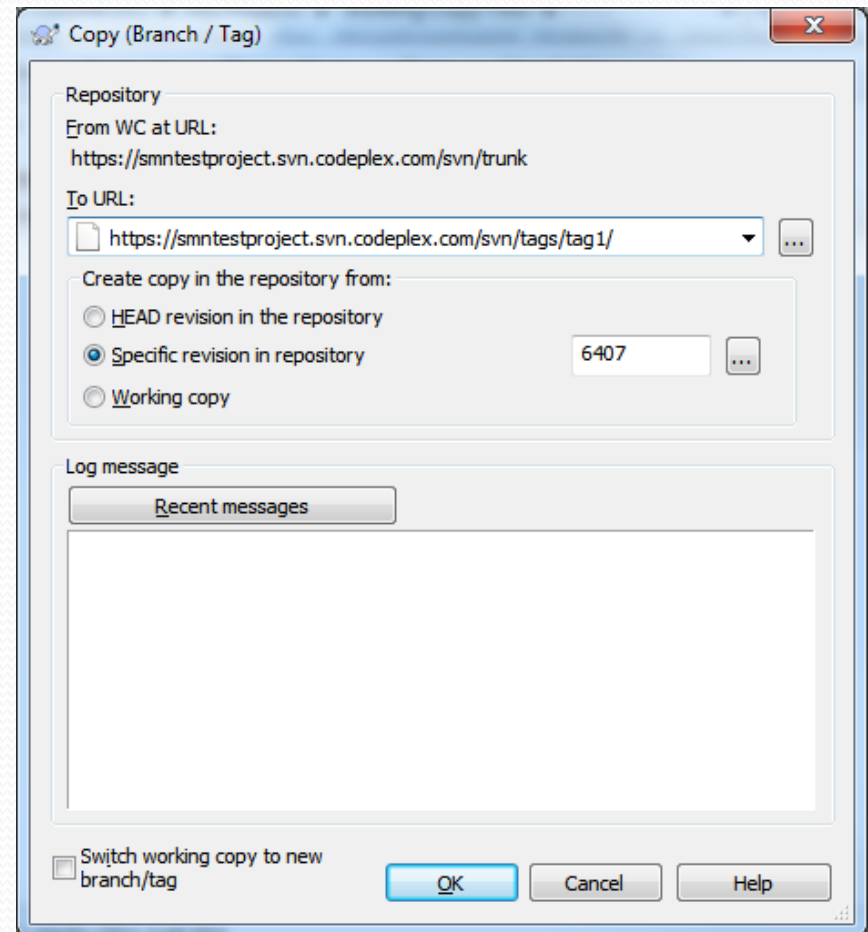 Copy (Branch / Tag)
Repository
From WC at URL:
https://smntestproject.svn.codeplex.com/svn/trunk
To URL:
https://smntestproject.svn.codeplex.com/svn/tags/tag1/
...
Create copy in the repository from:
HEAD revision in the repository
Specific revision in repository 6407 ...
Working copy
Log message
Recent messages
Switch working copy to new
branch/tag
OK Cancel Help